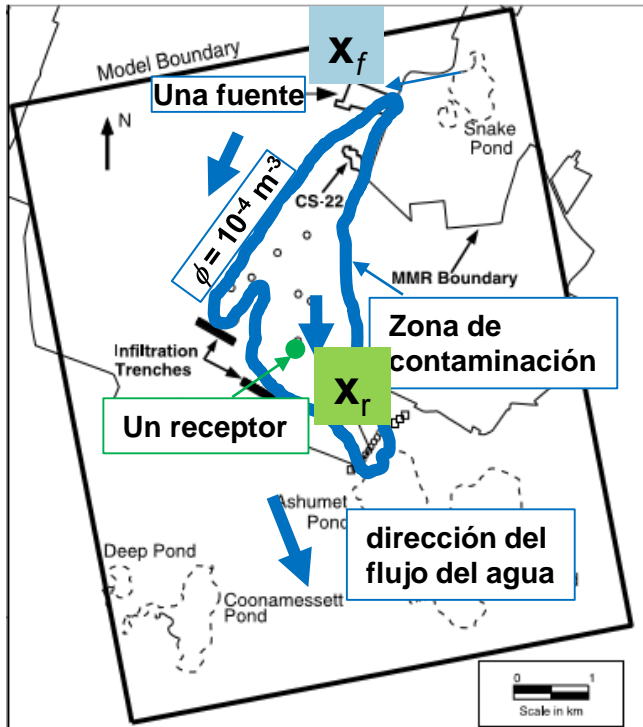 Model Boundary
x_f
Una fuente
N
Snake
Pond
CS-22
ϕ = 10⁻⁴ m⁻³
MMR Boundary
Zona de
contaminación
Infiltration
Trenches
x_r
Un receptor
Ashumet
Pond
dirección del
flujo del agua
Deep Pond
Coonamessett
Pond
0 1
Scale in km